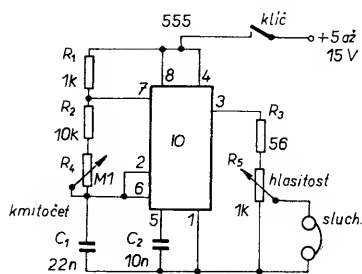 555
klíč
+5 až
15 V
R1
1K
8
4
7
3
R2
10k
R3
56
IO
R4
M1
2
6
R5
hlasitost
kmitočet
1K
5
1
sluch.
C1
22n
C2
10n